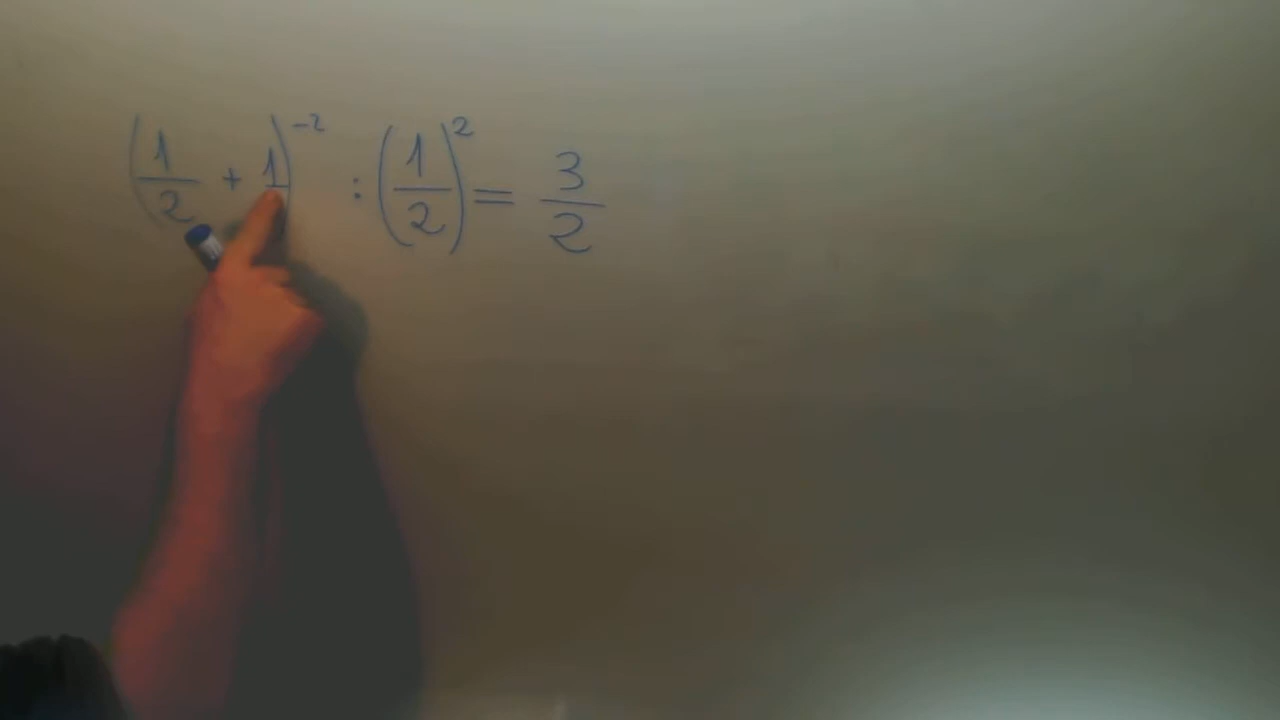 (1/2 + 1)^-2 : (1/2)^2 = 3/2